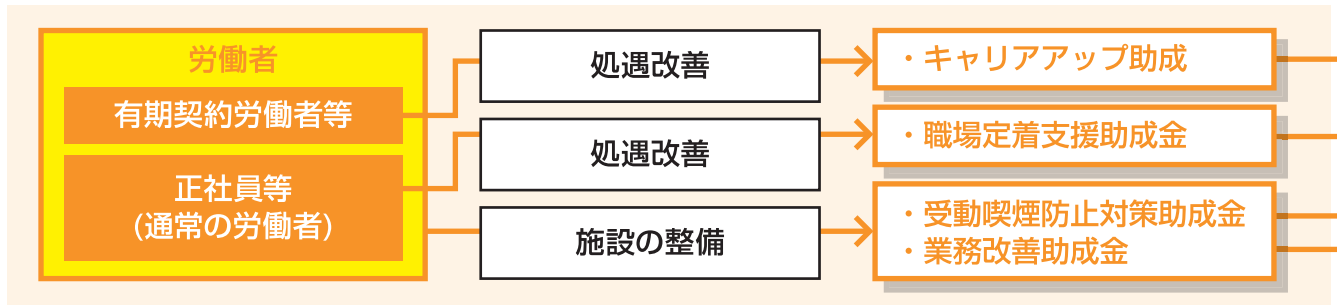 労働者
有期契約労働者等
正社員等
(通常の労働者)
処遇改善
処遇改善
施設の整備
・キャリアアップ助成
・職場定着支援助成金
・受動喫煙防止対策助成金
・業務改善助成金